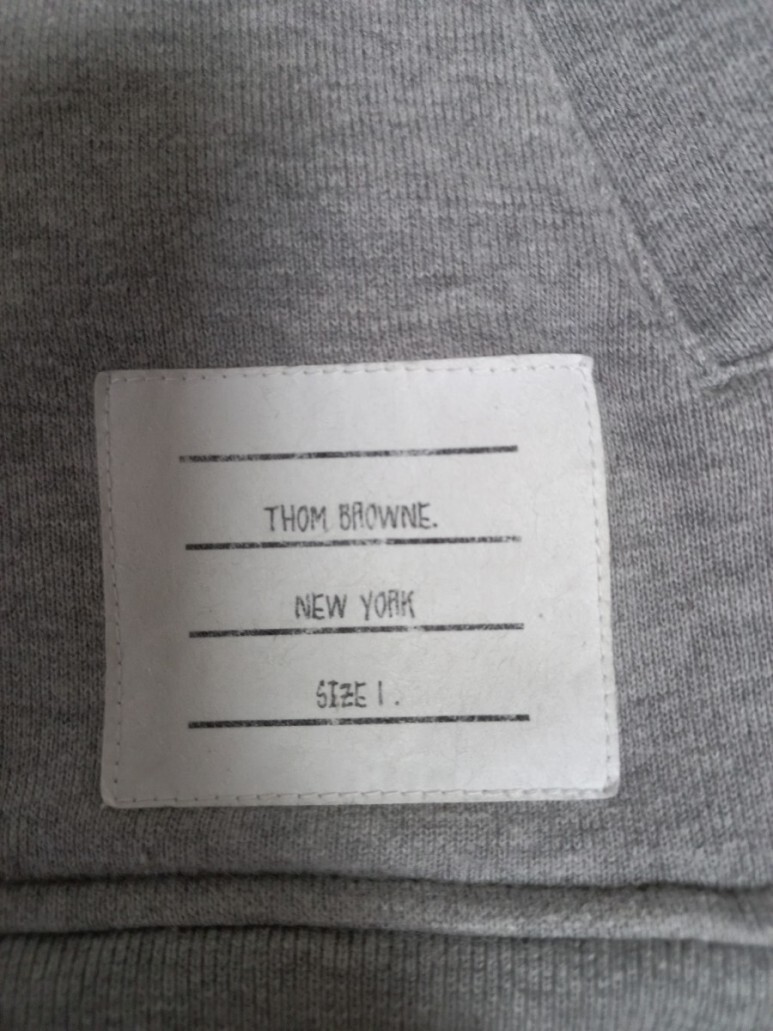 THOM BROWNE.
NEW YORK
SIZE 1.